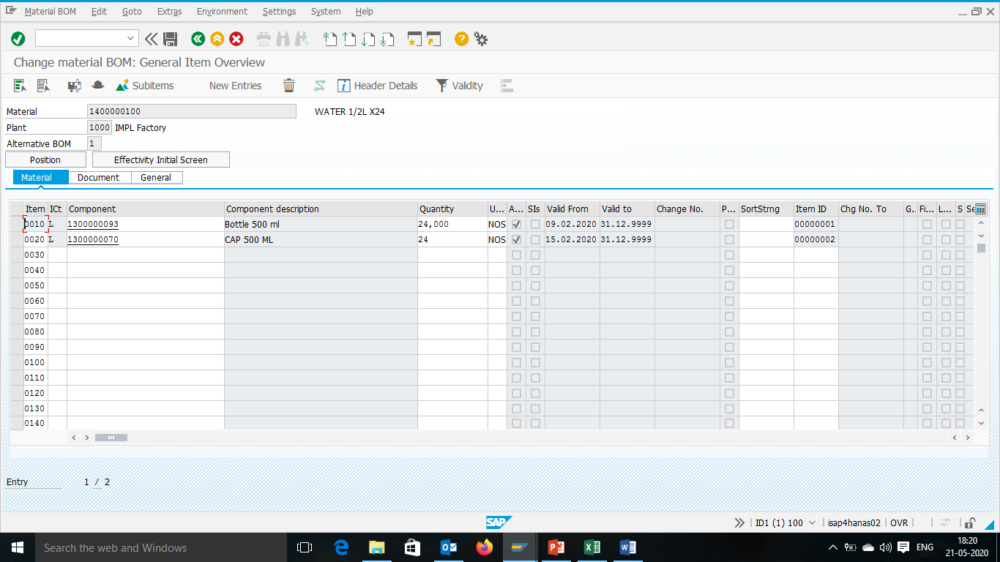 Material BOM Edit Goto Extras Environment Settings System Help
Change material BOM: General Item Overview
Subitems New Entries Header Details Validity
Material 1400000100 WATER 1/2L X24
Plant 1000 IMPL Factory
Alternative BOM 1
Position Effectivity Initial Screen
Material Document General
Item ICt Component Component description Quantity U... A... SIs Valid From Valid to Change No. P... SortStrng Item ID Chg No. To G.. Fi... L... S Se
0010 L 1300000093 Bottle 500 ml 24,000 NOS 09.02.2020 31.12.9999 00000001
0020 L 1300000070 CAP 500 ML 24 NOS 15.02.2020 31.12.9999 00000002
0030
0040
0050
0060
0070
0080
0090
0100
0110
0120
0130
0140
Entry 1 / 2
SAP ID1 (1) 100 isap4hanas02 OVR
Search the web and Windows ENG 18:20
21-05-2020